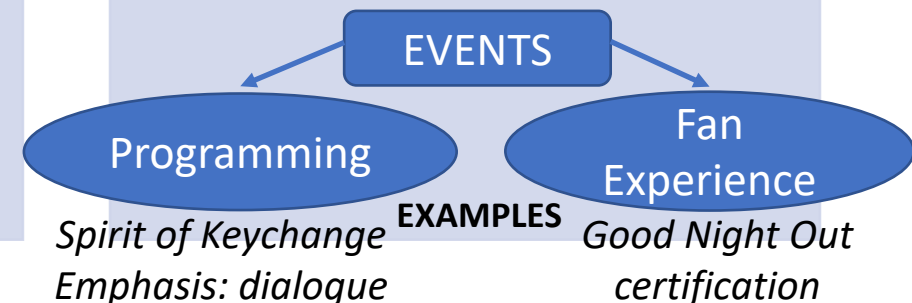 EVENTS
Programming
Fan
Experience
EXAMPLES
Spirit of Keychange
Emphasis: dialogue
Good Night Out
certification